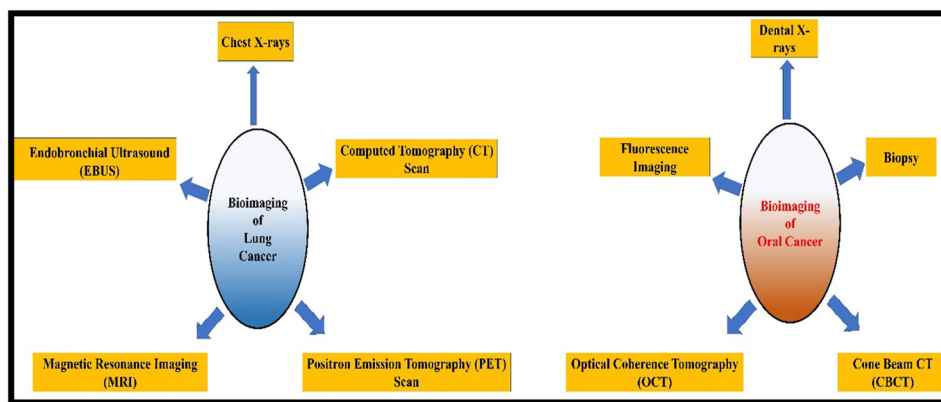 Chest X-rays
Endobronchial Ultrasound
(EBUS)
Computed Tomography (CT)
Scan
Bioimaging
of
Lung
Cancer
Magnetic Resonance Imaging
(MRI)
Positron Emission Tomography (PET)
Scan
Dental X-
rays
Fluorescence
Imaging
Biopsy
Bioimaging
of
Oral Cancer
Optical Coherence Tomography
(OCT)
Cone Beam CT
(CBCT)